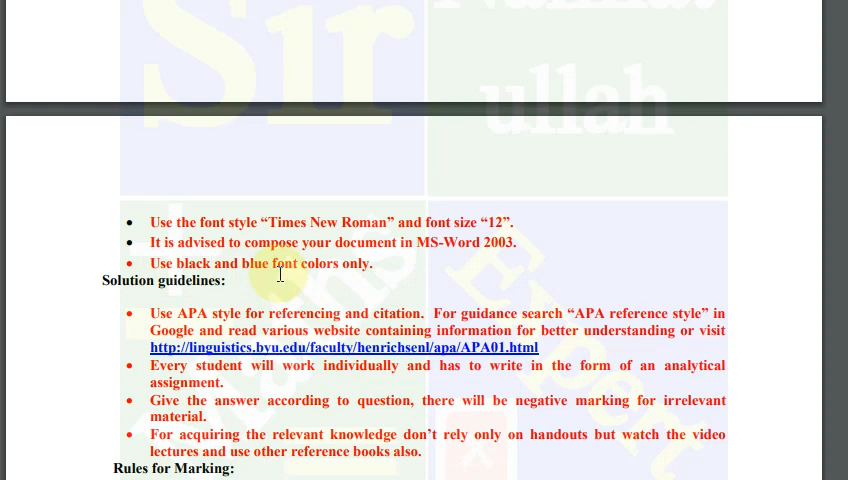 Sir
ullah
• Use the font style “Times New Roman” and font size “12”.
• It is advised to compose your document in MS-Word 2003.
• Use black and blue font colors only.
Solution guidelines:
• Use APA style for referencing and citation. For guidance search “APA reference style” in
Google and read various website containing information for better understanding or visit
http://linguistics.byu.edu/faculty/henrichsenl/apa/APA01.html
• Every student will work individually and has to write in the form of an analytical
assignment.
• Give the answer according to question, there will be negative marking for irrelevant
material.
• For acquiring the relevant knowledge don’t rely only on handouts but watch the video
lectures and use other reference books also.
Rules for Marking:
Expert